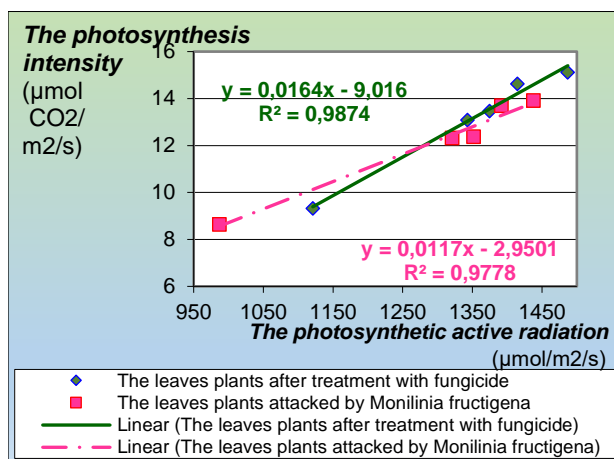 The photosynthesis
intensity
(µmol
CO2/
m2/s)
16
14
12
10
8
6
y = 0,0164x - 9,016
R² = 0,9874
y = 0,0117x - 2,9501
R² = 0,9778
950 1050 1150 1250 1350 1450
The photosynthetic active radiation
(µmol/m2/s)
The leaves plants after treatment with fungicide
The leaves plants attacked by Monilinia fructigena
Linear (The leaves plants after treatment with fungicide)
Linear (The leaves plants attacked by Monilinia fructigena)